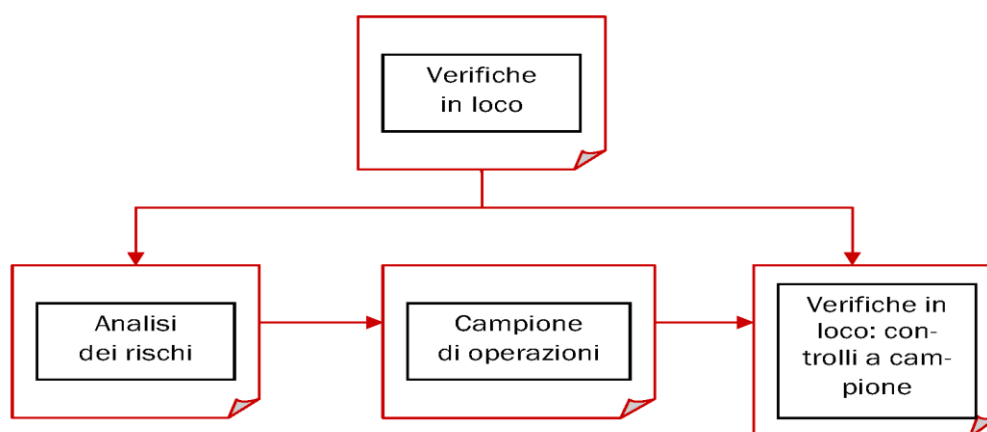 Verifiche
in loco
Analisi
dei rischi
Campione
di operazioni
Verifiche in
loco: con-
trolli a cam-
pione